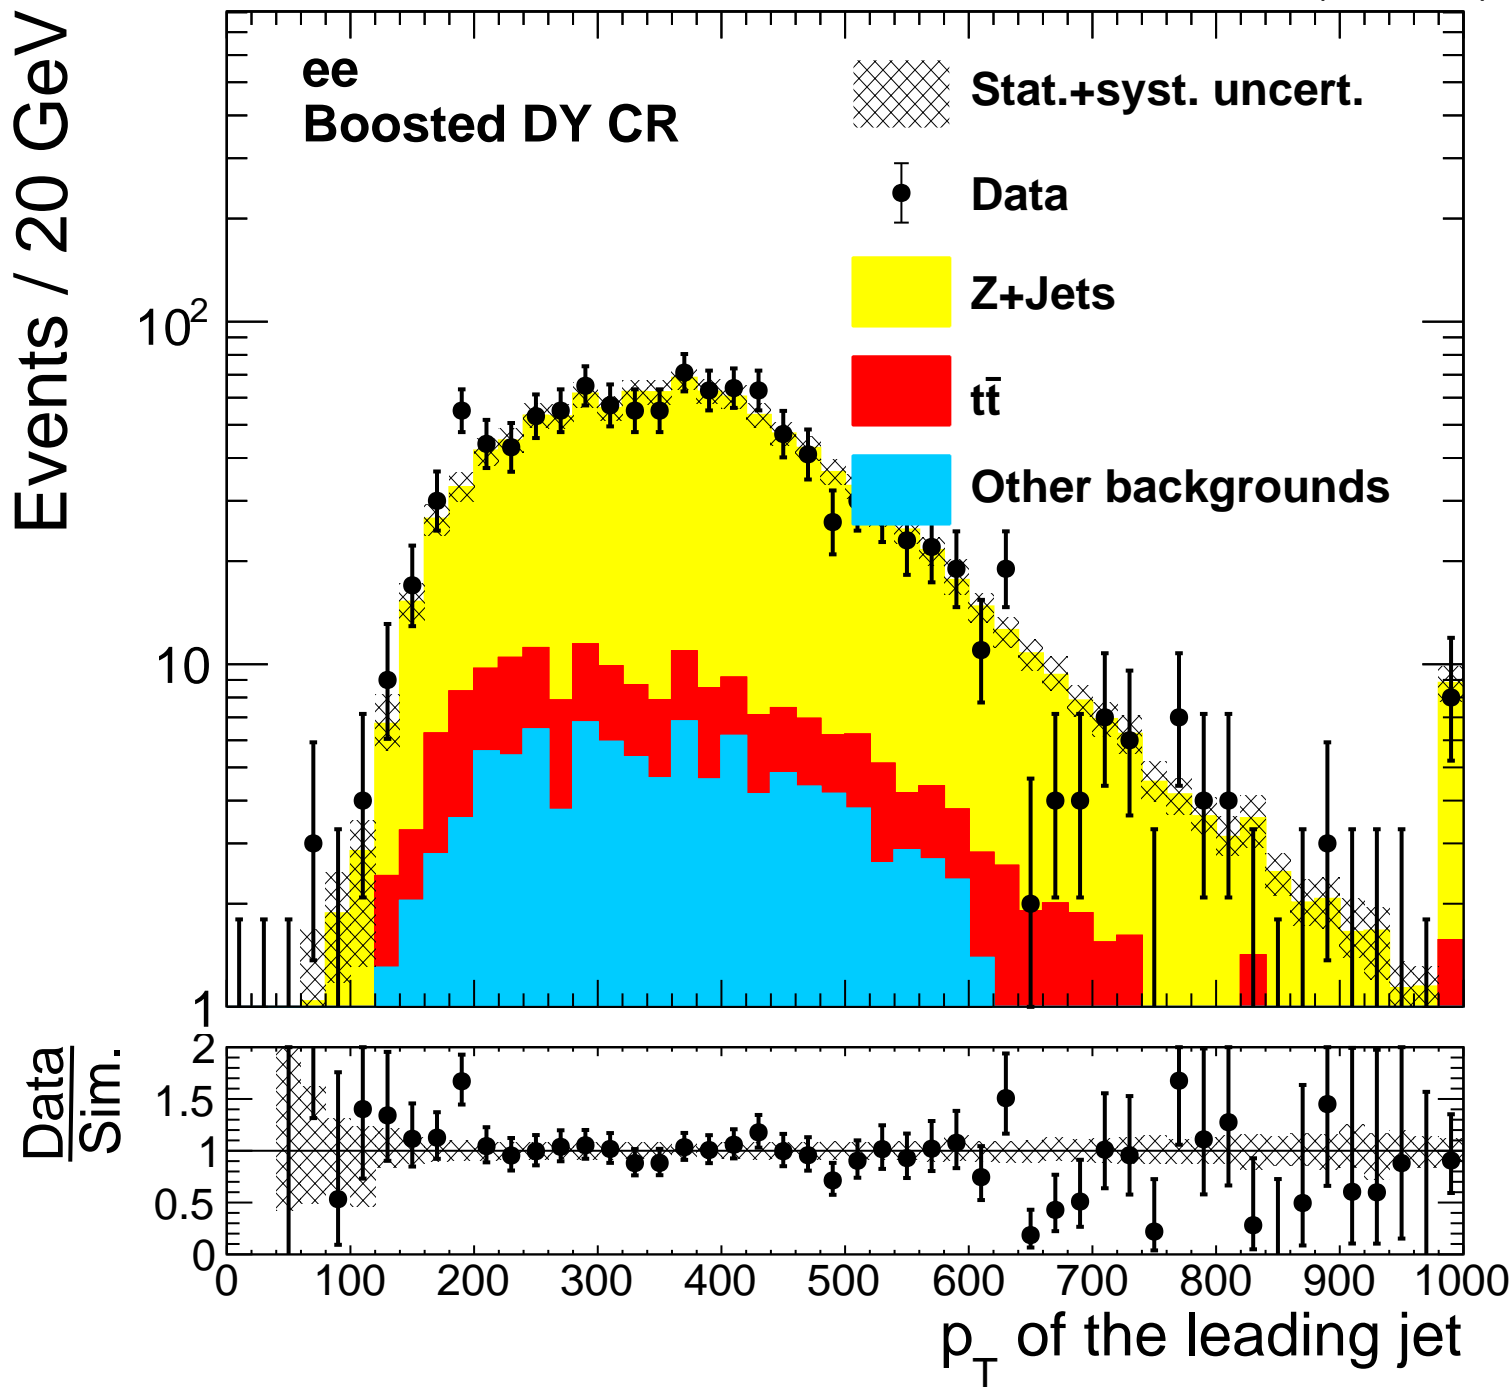 Events / 20 GeV
ee
Boosted DY CR
Stat.+syst. uncert.
Data
Z+Jets
tt̄
Other backgrounds
10²
10
1
Data
Sim.
2
1.5
1
0.5
0
0 100 200 300 400 500 600 700 800 900 1000
p_T of the leading jet